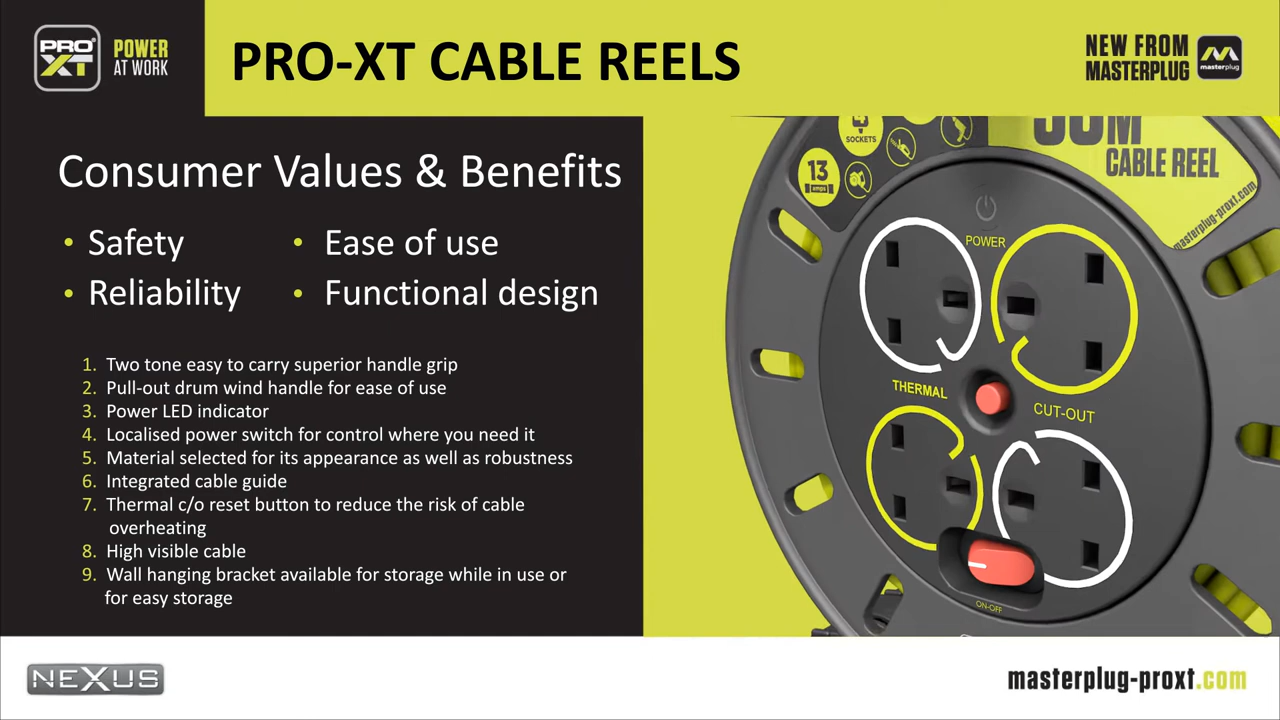 PRO
XT
POWER
AT WORK
PRO-XT CABLE REELS
NEW FROM
MASTERPLUG
masterplug
Consumer Values & Benefits
• Safety
• Ease of use
• Reliability
• Functional design
1. Two tone easy to carry superior handle grip
2. Pull-out drum wind handle for ease of use
3. Power LED indicator
4. Localised power switch for control where you need it
5. Material selected for its appearance as well as robustness
6. Integrated cable guide
7. Thermal c/o reset button to reduce the risk of cable
overheating
8. High visible cable
9. Wall hanging bracket available for storage while in use or
for easy storage
SOCKETS
13
amps
CABLE REEL
masterplug-proxt.com
POWER
THERMAL
CUT-OUT
ON-OFF
NEXUS
masterplug-proxt.com